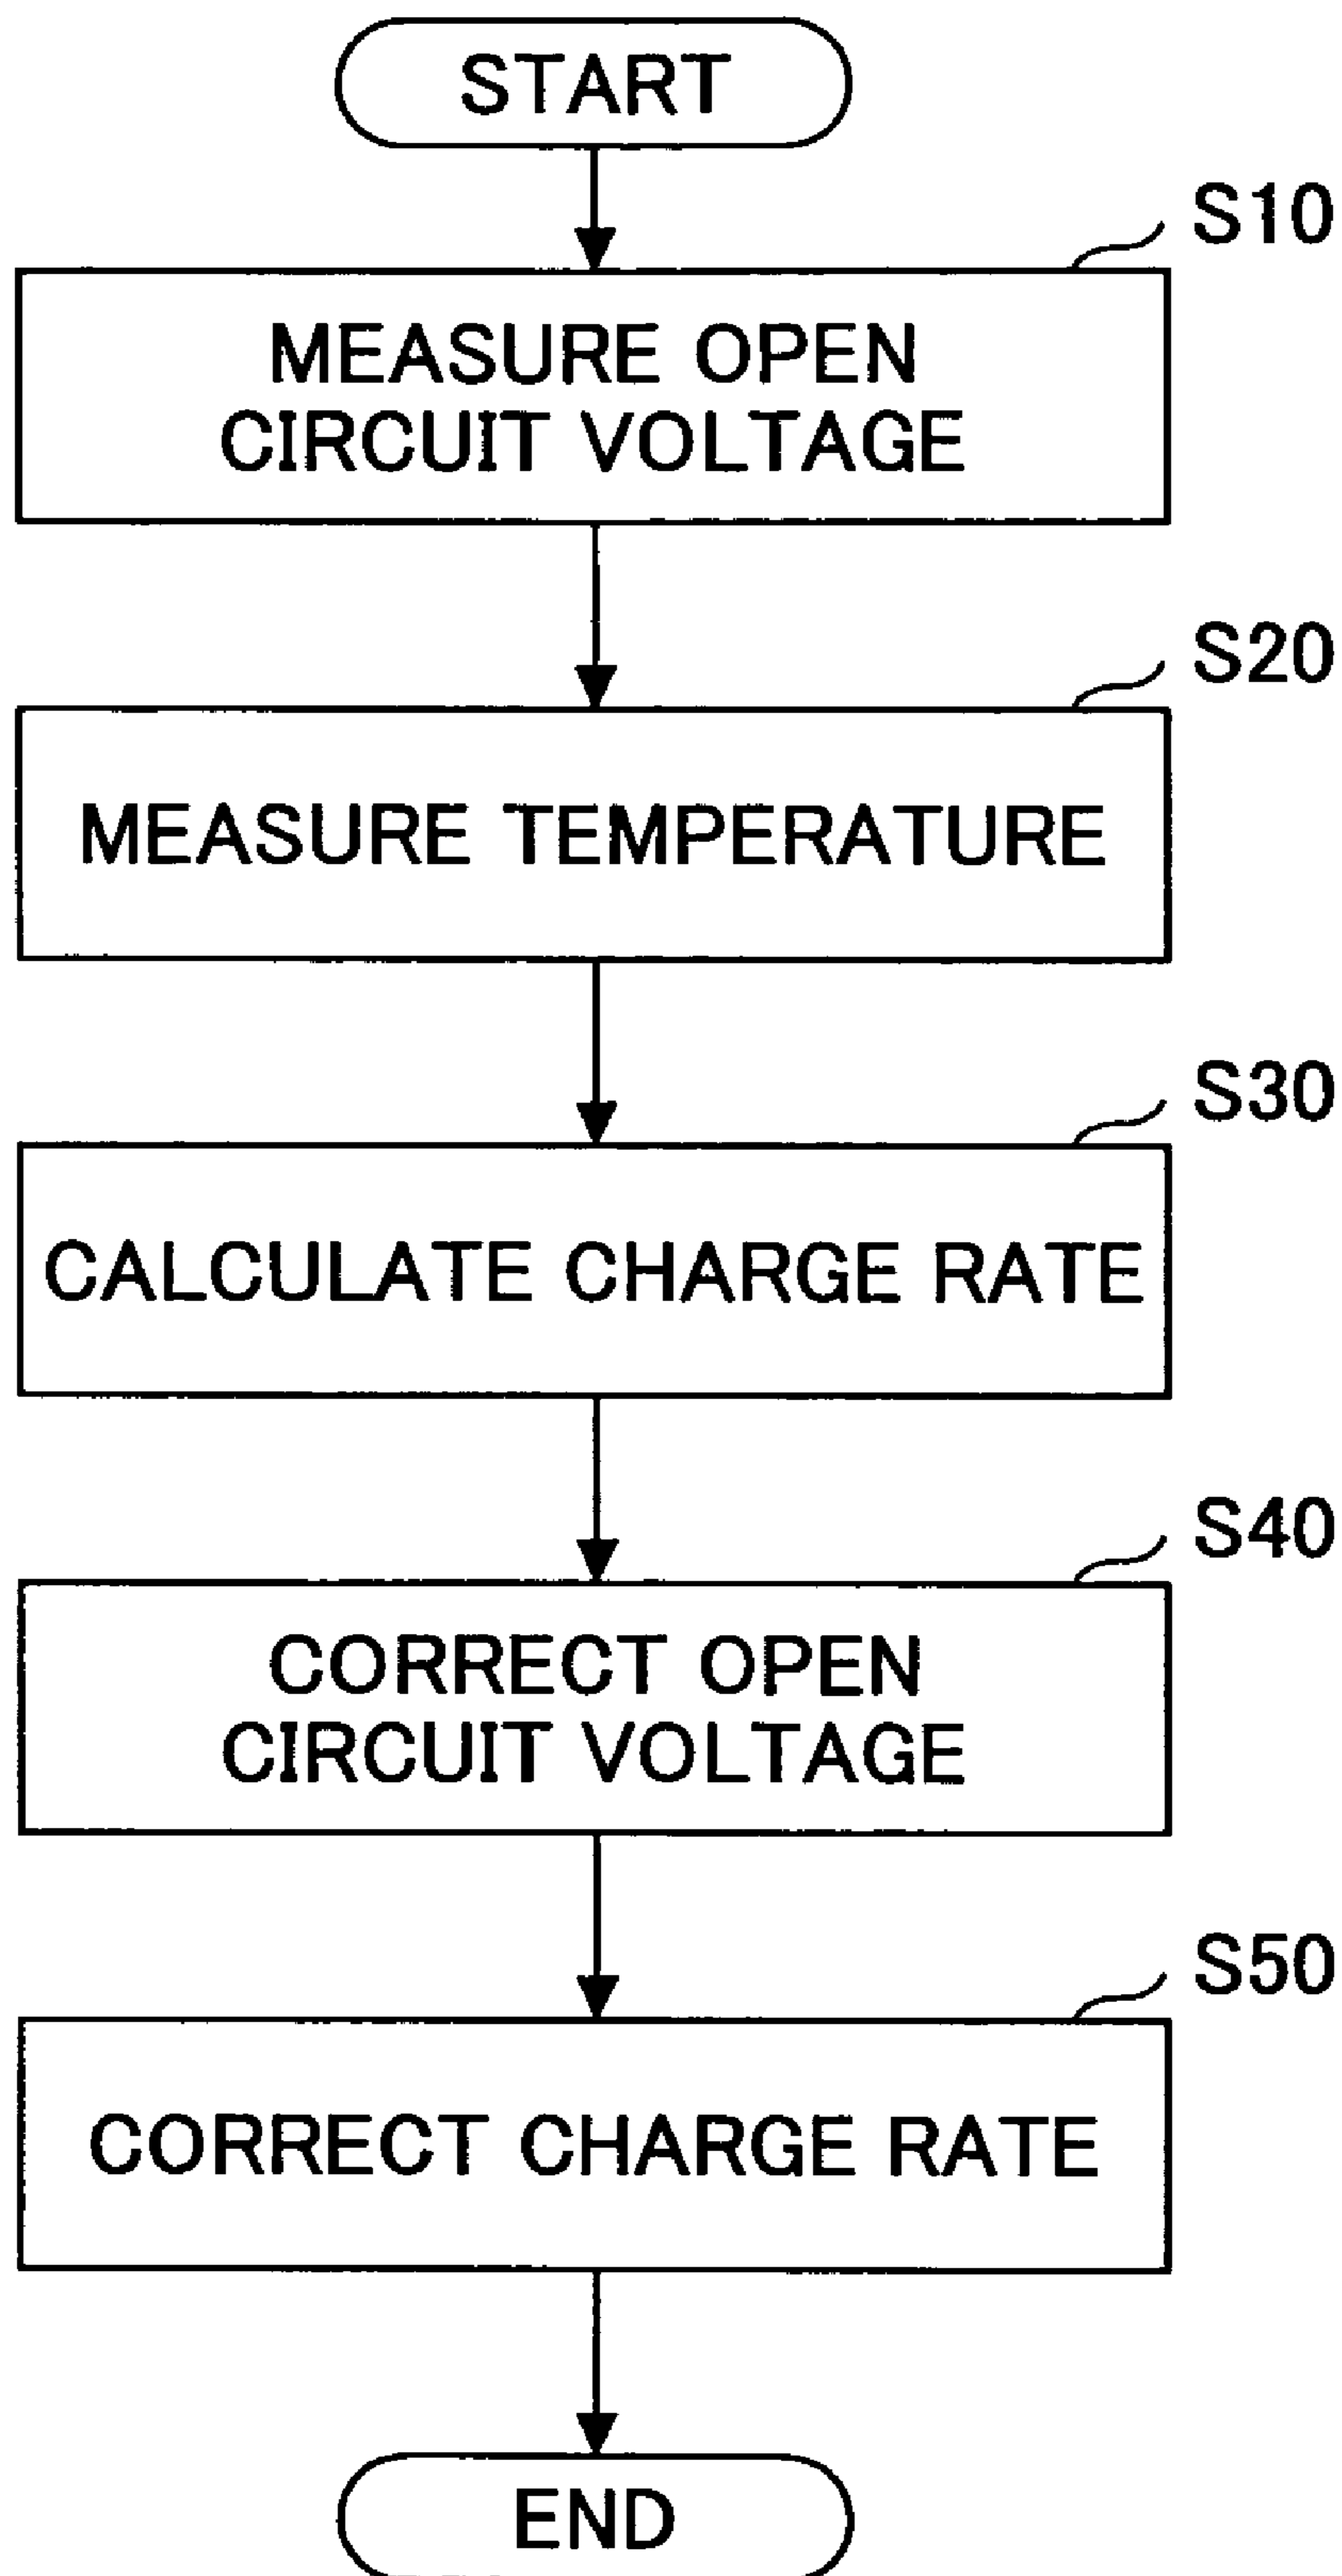 START
S10
MEASURE OPEN
CIRCUIT VOLTAGE
S20
MEASURE TEMPERATURE
S30
CALCULATE CHARGE RATE
S40
CORRECT OPEN
CIRCUIT VOLTAGE
S50
CORRECT CHARGE RATE
END